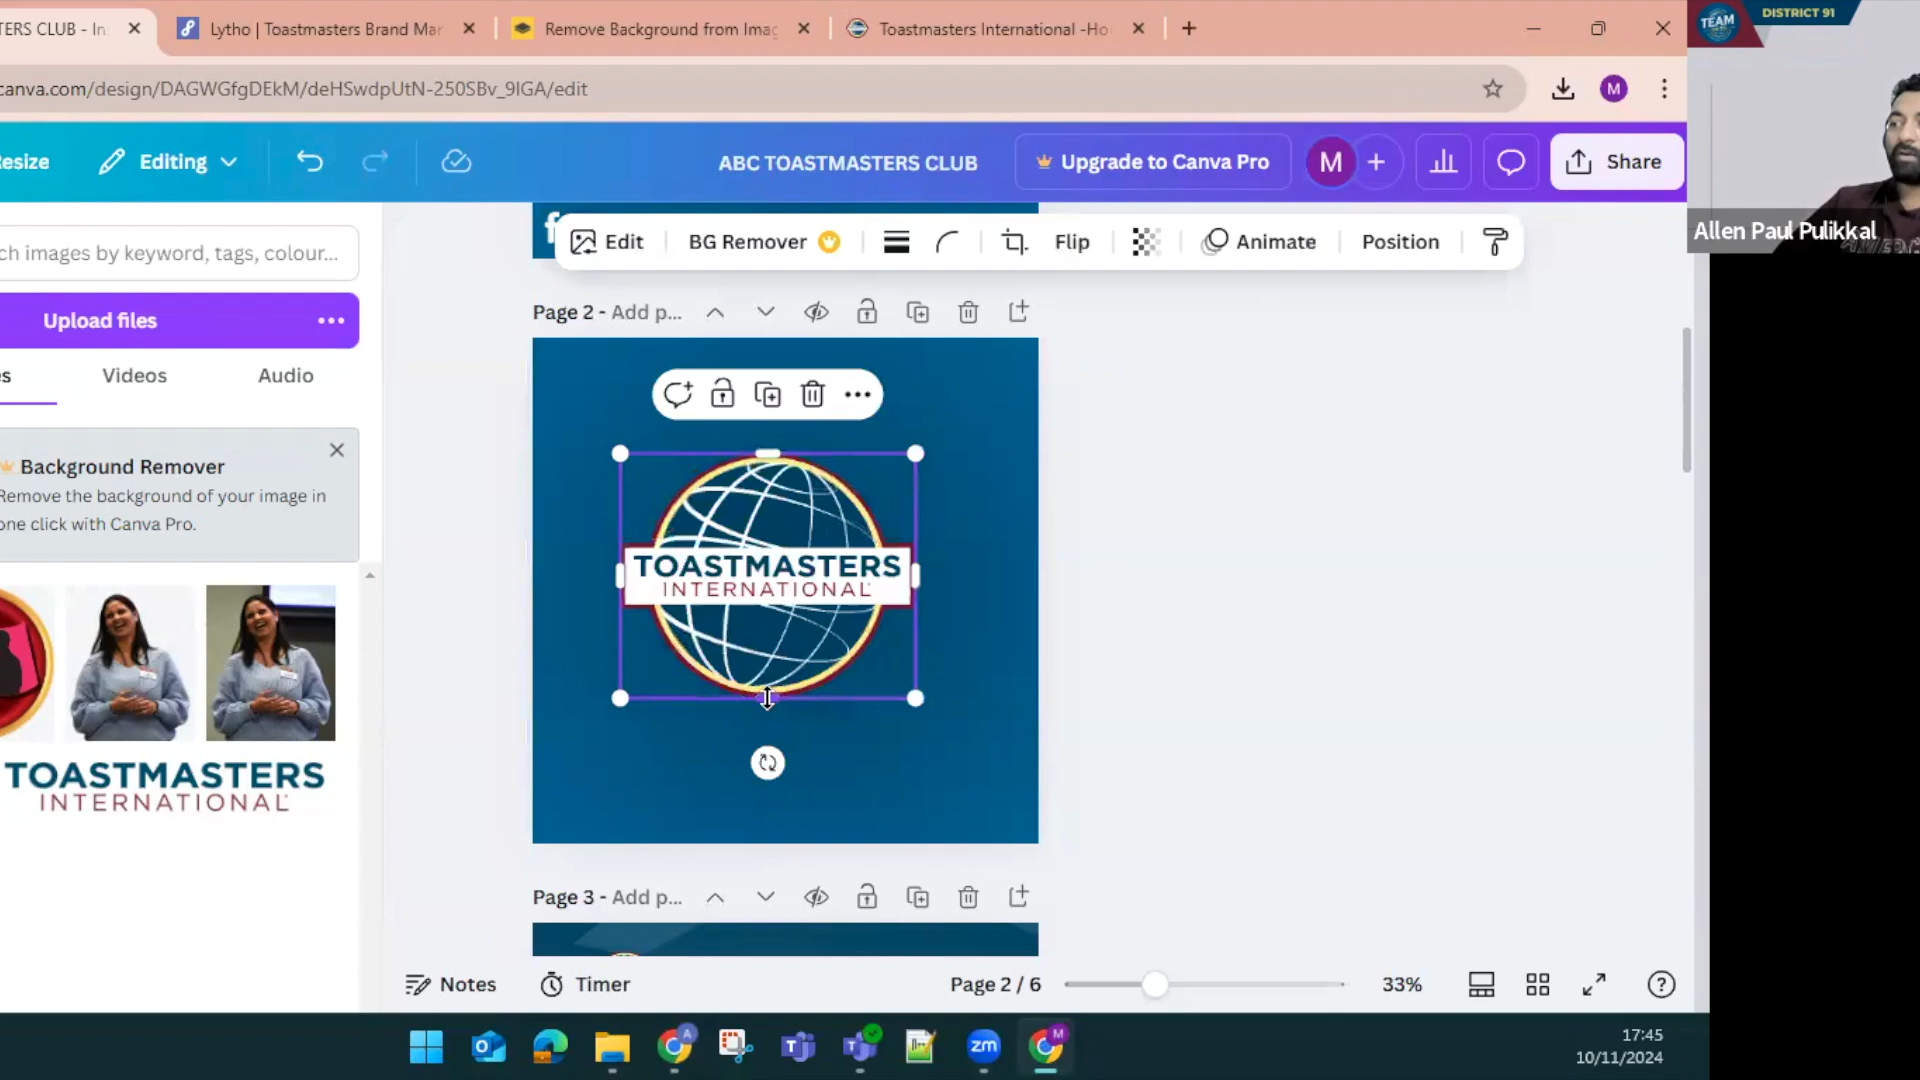 TERS CLUB - In
Lytho | Toastmasters Brand Mar
Remove Background from Imag
Toastmasters International -Ho
TEAM
DISTRICT 91
canva.com/design/DAGWGfgDEkM/deHSwdpUtN-250SBv_9IGA/edit
M
esize
Editing
ABC TOASTMASTERS CLUB
Upgrade to Canva Pro
M
Share
Allen Paul Pulikkal
ch images by keyword, tags, colour...
Edit
BG Remover
Flip
Animate
Position
Upload files
Page 2 - Add p...
s
Videos
Audio
Background Remover
Remove the background of your image in
one click with Canva Pro.
TOASTMASTERS
INTERNATIONAL
TOASTMASTERS
INTERNATIONAL
Page 3 - Add p...
Notes
Timer
Page 2 / 6
33%
A
M
zm
17:45
10/11/2024